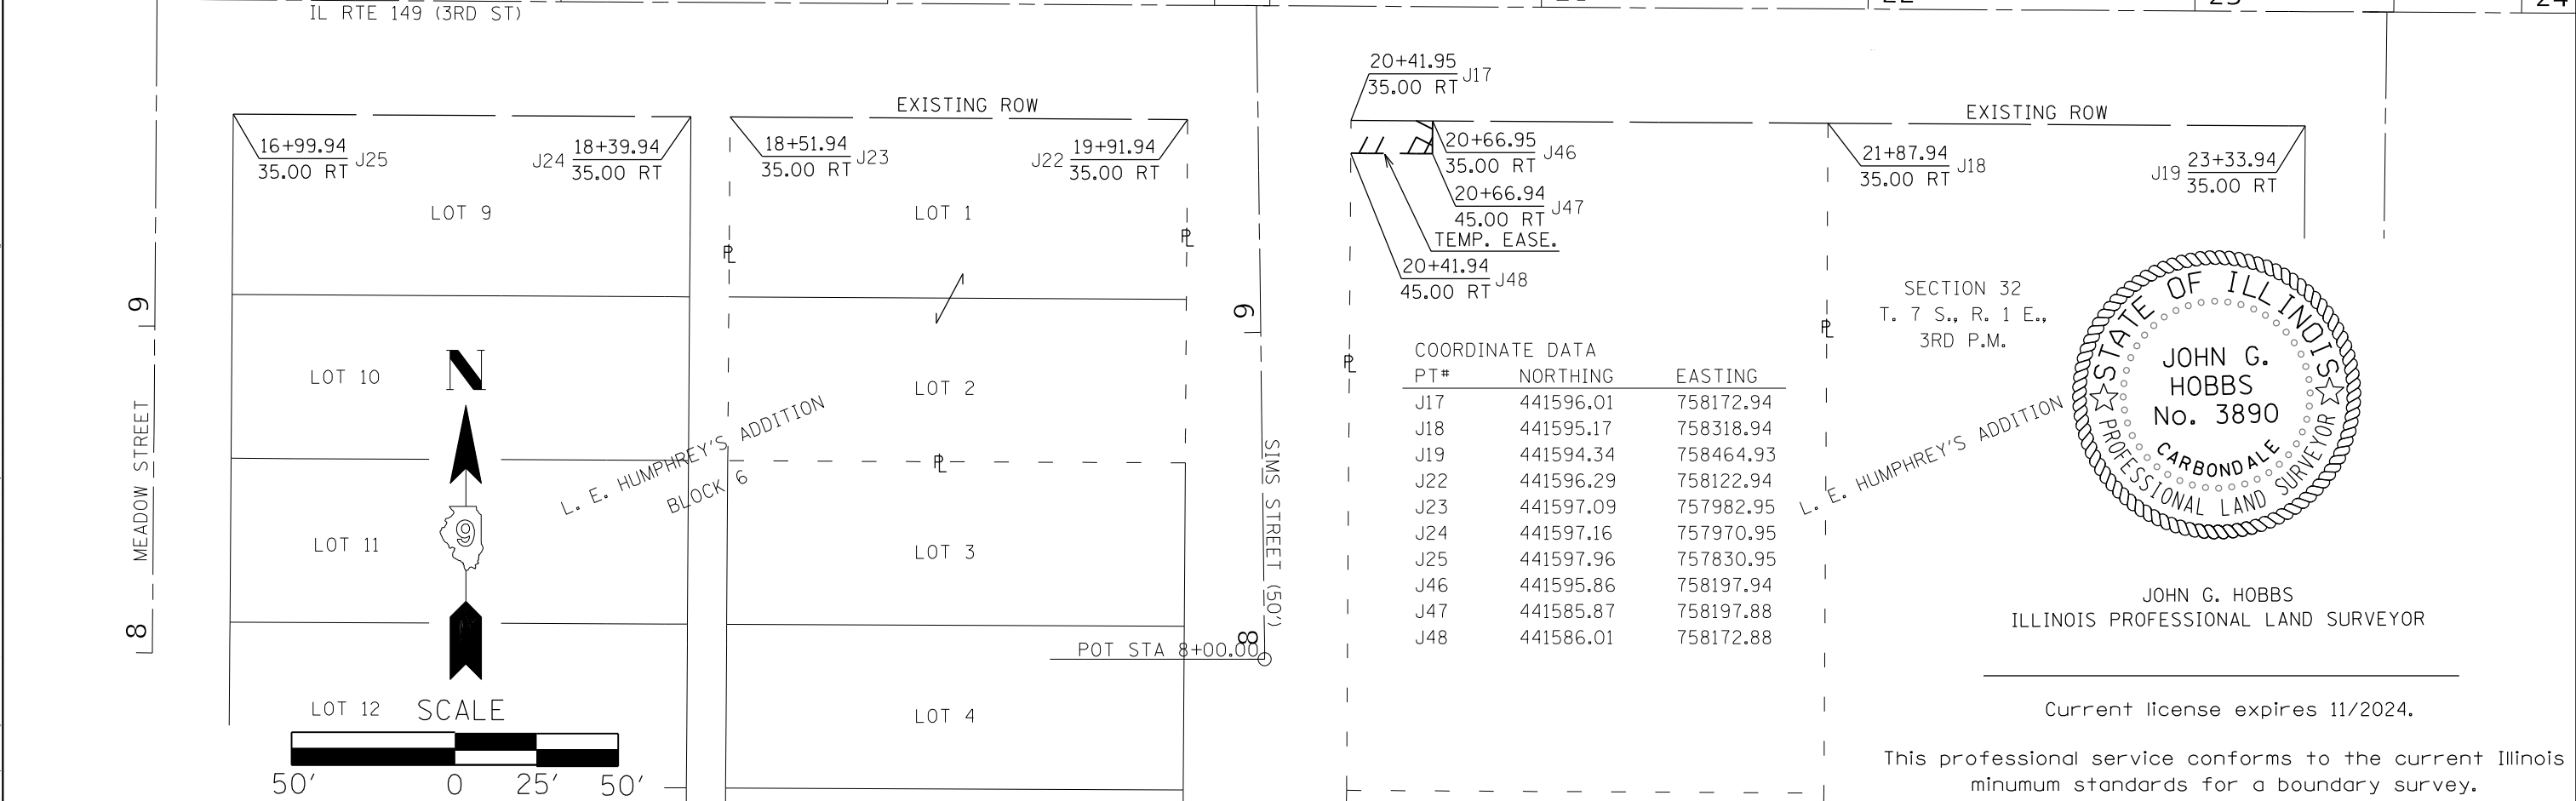 IL RTE 149 (3RD ST)
EXISTING ROW
16+99.94
35.00 RT
J25
J24
18+39.94
35.00 RT
18+51.94
35.00 RT
J23
J22
19+91.94
35.00 RT
20+41.95
35.00 RT
J17
20+66.95
35.00 RT
J46
20+66.94
45.00 RT
J47
TEMP. EASE.
20+41.94
45.00 RT
J48
EXISTING ROW
21+87.94
35.00 RT
J18
J19
23+33.94
35.00 RT
LOT 9
LOT 10
LOT 11
LOT 12
LOT 1
LOT 2
LOT 3
LOT 4
PL
PL
PL
PL
PL
9
8
MEADOW STREET
N
9
L. E. HUMPHREY'S ADDITION
BLOCK 6
SCALE
50' 0 25' 50'
9
8
SIMS STREET (50')
POT STA 8+00.00
COORDINATE DATA
PT# NORTHING EASTING
J17 441596.01 758172.94
J18 441595.17 758318.94
J19 441594.34 758464.93
J22 441596.29 758122.94
J23 441597.09 757982.95
J24 441597.16 757970.95
J25 441597.96 757830.95
J46 441595.86 758197.94
J47 441585.87 758197.88
J48 441586.01 758172.88
SECTION 32
T. 7 S., R. 1 E.,
3RD P.M.
L. E. HUMPHREY'S ADDITION
STATE OF ILLINOIS
JOHN G.
HOBBS
No. 3890
CARBONDALE
PROFESSIONAL LAND SURVEYOR
JOHN G. HOBBS
ILLINOIS PROFESSIONAL LAND SURVEYOR
Current license expires 11/2024.
This professional service conforms to the current Illinois
minumum standards for a boundary survey.